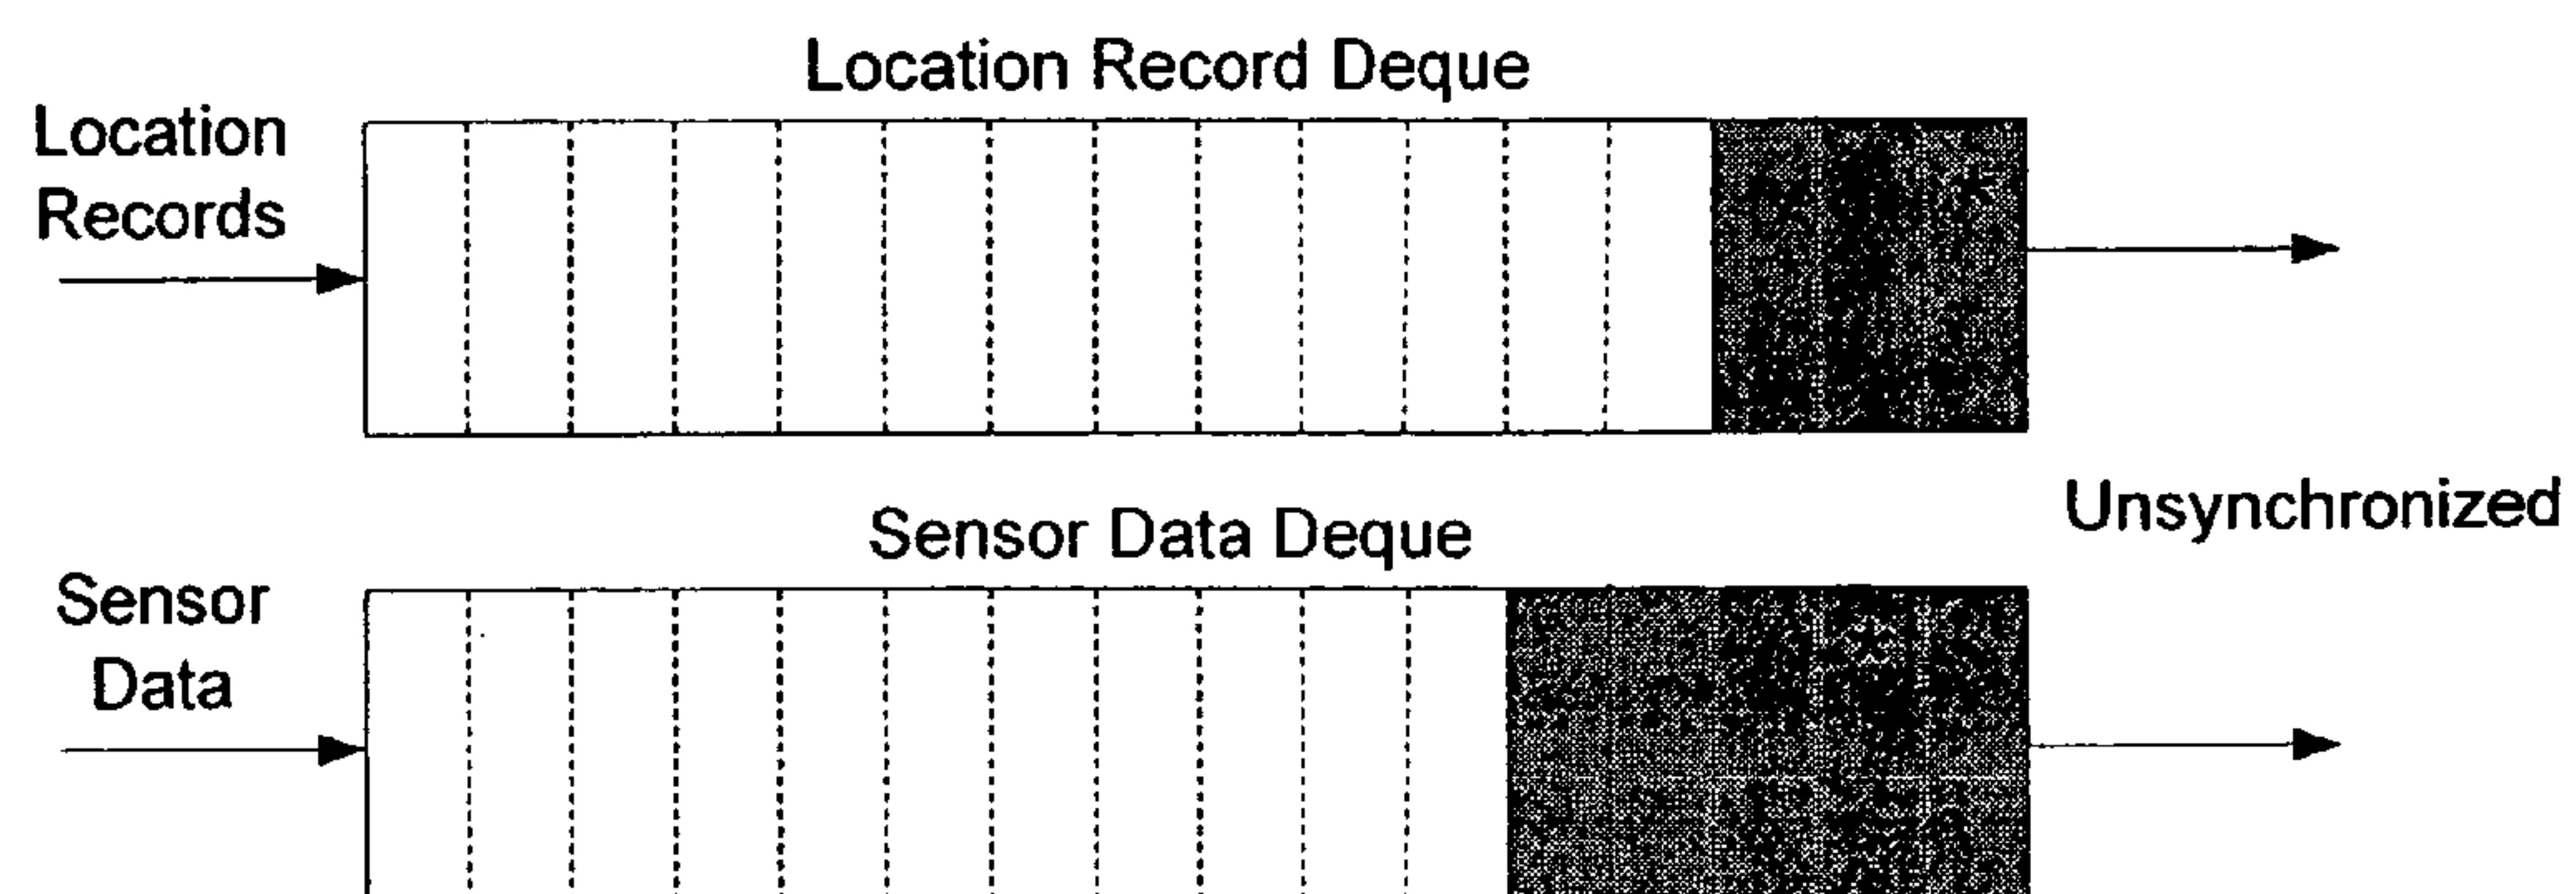 Location Record Deque
Location
Records
Unsynchronized
Sensor Data Deque
Sensor
Data